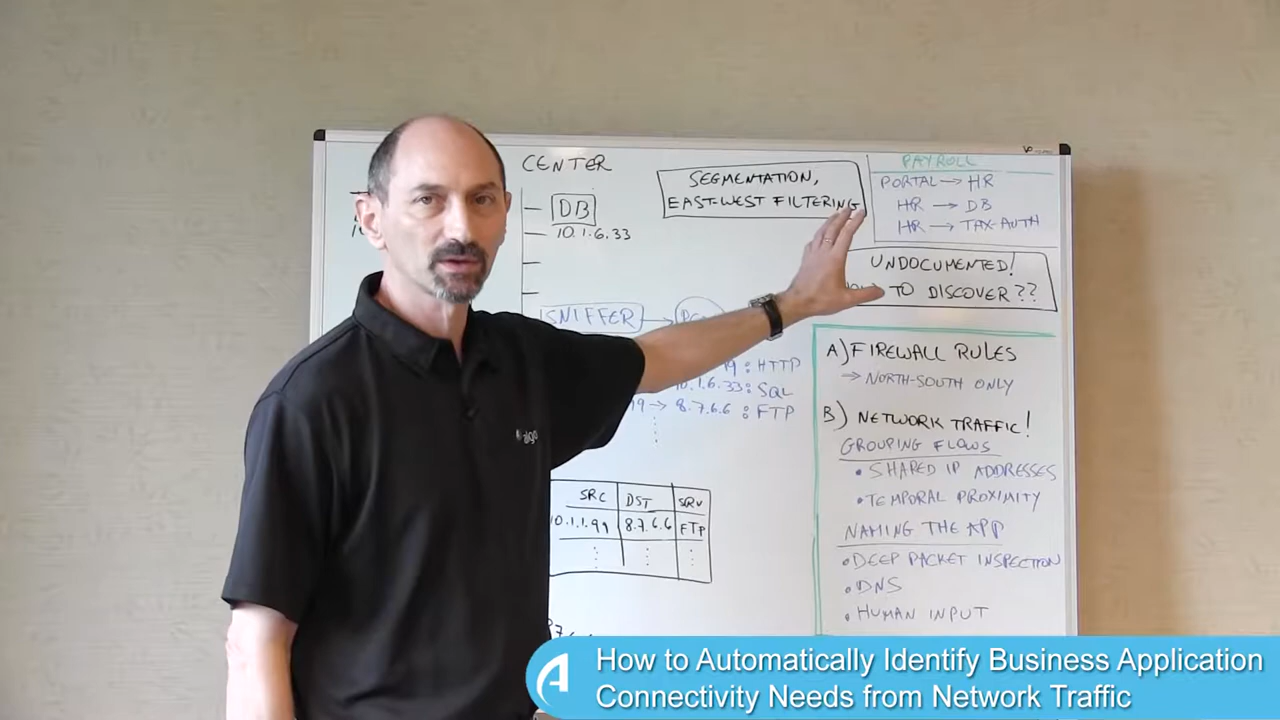 CENTER
DB
10.1.6.33
SEGMENTATION,
EAST-WEST FILTERING
PAYROLL
PORTAL → HR
HR → DB
HR → TAX-AUTH
UNDOCUMENTED!
TO DISCOVER??
SNIFFER →
: HTTP
10.1.6.33: SQL
→ 8.7.6.6 : FTP
SRC DST SRV
10.1.1.99 8.7.6.6 FTP
A) FIREWALL RULES
→ NORTH-SOUTH ONLY
B) NETWORK TRAFFIC!
GROUPING FLOWS
• SHARED IP ADDRESSES
• TEMPORAL PROXIMITY
NAMING THE APP
• DEEP PACKET INSPECTION
• DNS
• HUMAN INPUT
How to Automatically Identify Business Application
Connectivity Needs from Network Traffic